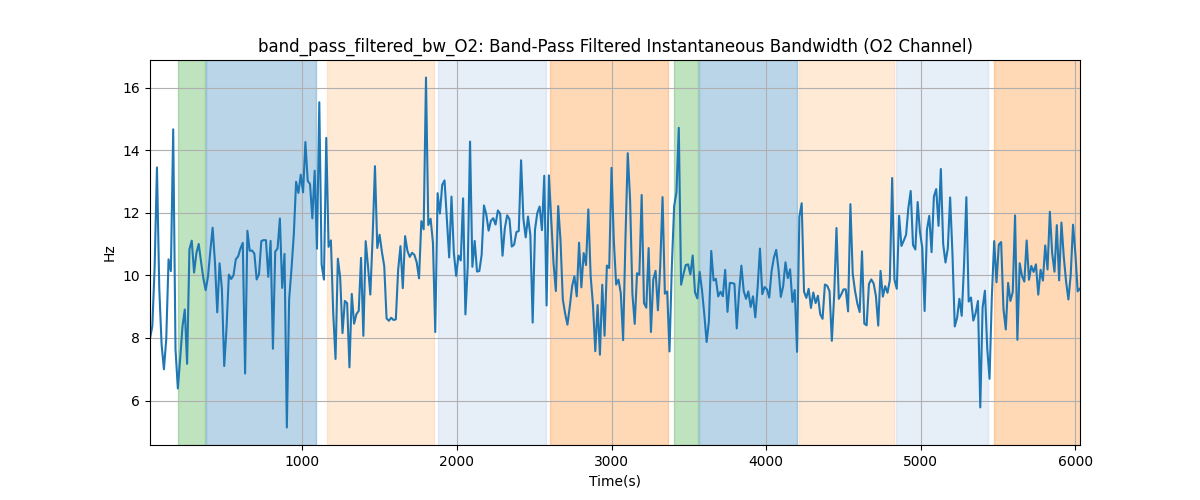 band_pass_filtered_bw_O2: Band-Pass Filtered Instantaneous Bandwidth (O2 Channel)
16
14
12
10
8
6
Hz
1000 2000 3000 4000 5000 6000
Time(s)